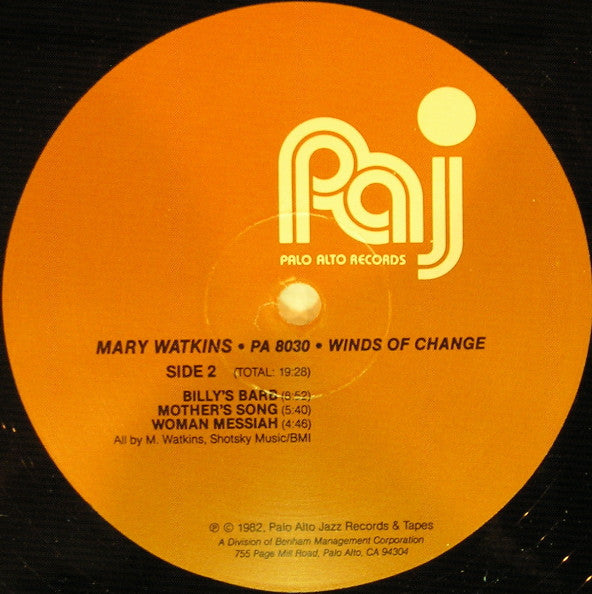 Paj
PALO ALTO RECORDS
MARY WATKINS • PA 8030 • WINDS OF CHANGE
SIDE 2 (TOTAL: 19:28)
BILLY'S BARB (8:52)
MOTHER'S SONG (5:40)
WOMAN MESSIAH (4:46)
All by M. Watkins, Shotsky Music/BMI
℗ © 1982, Palo Alto Jazz Records & Tapes
A Division of Benham Management Corporation
755 Page Mill Road, Palo Alto, CA 94304